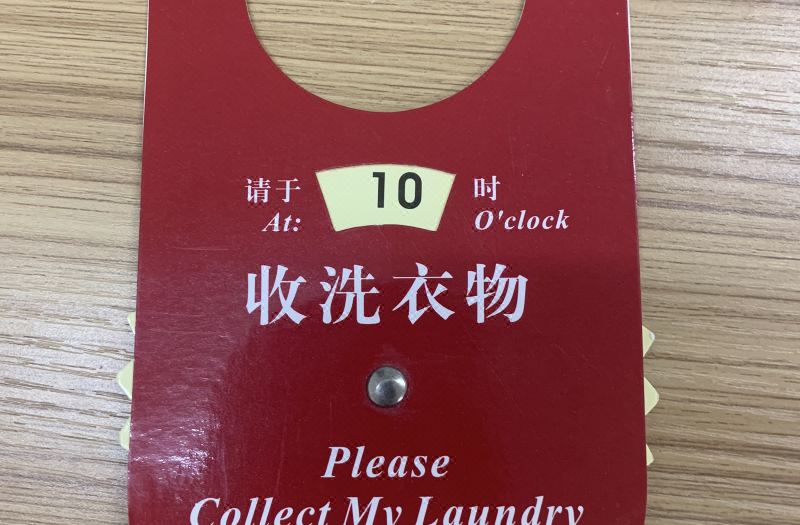 请于 10 时
At: O'clock
收洗衣物
Please
Collect My Laundry